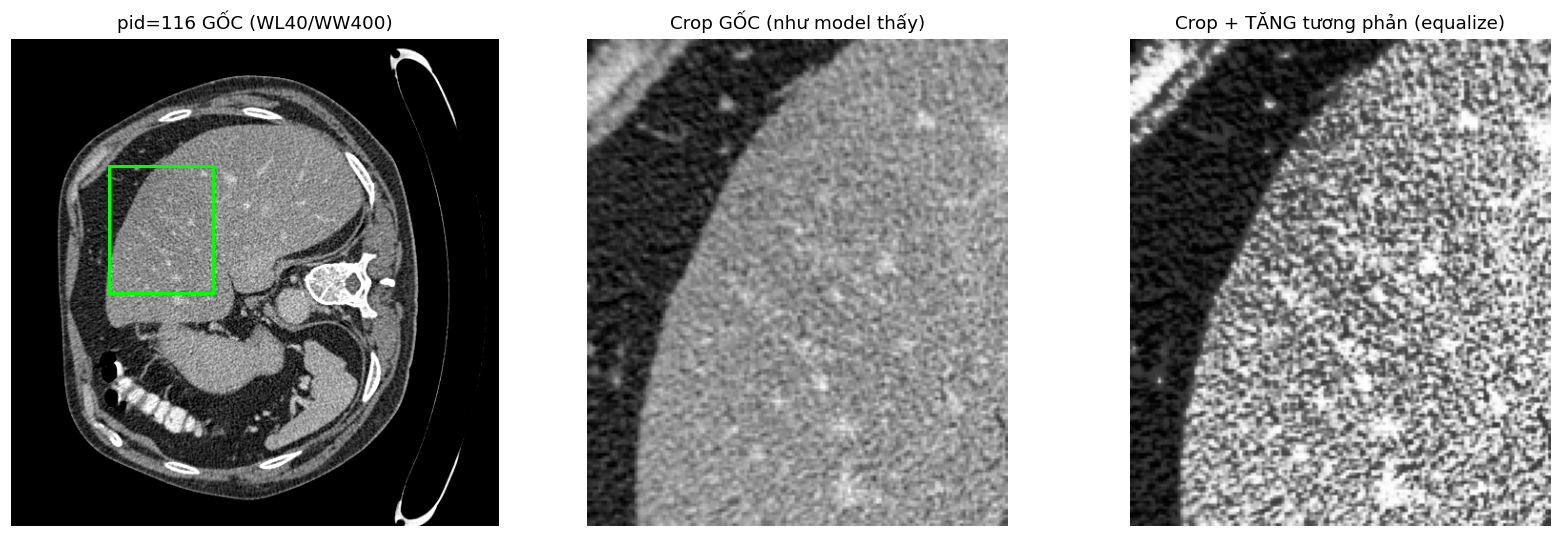 pid=116 GỐC (WL40/WW400)
Crop GỐC (như model thấy)
Crop + TĂNG tương phản (equalize)